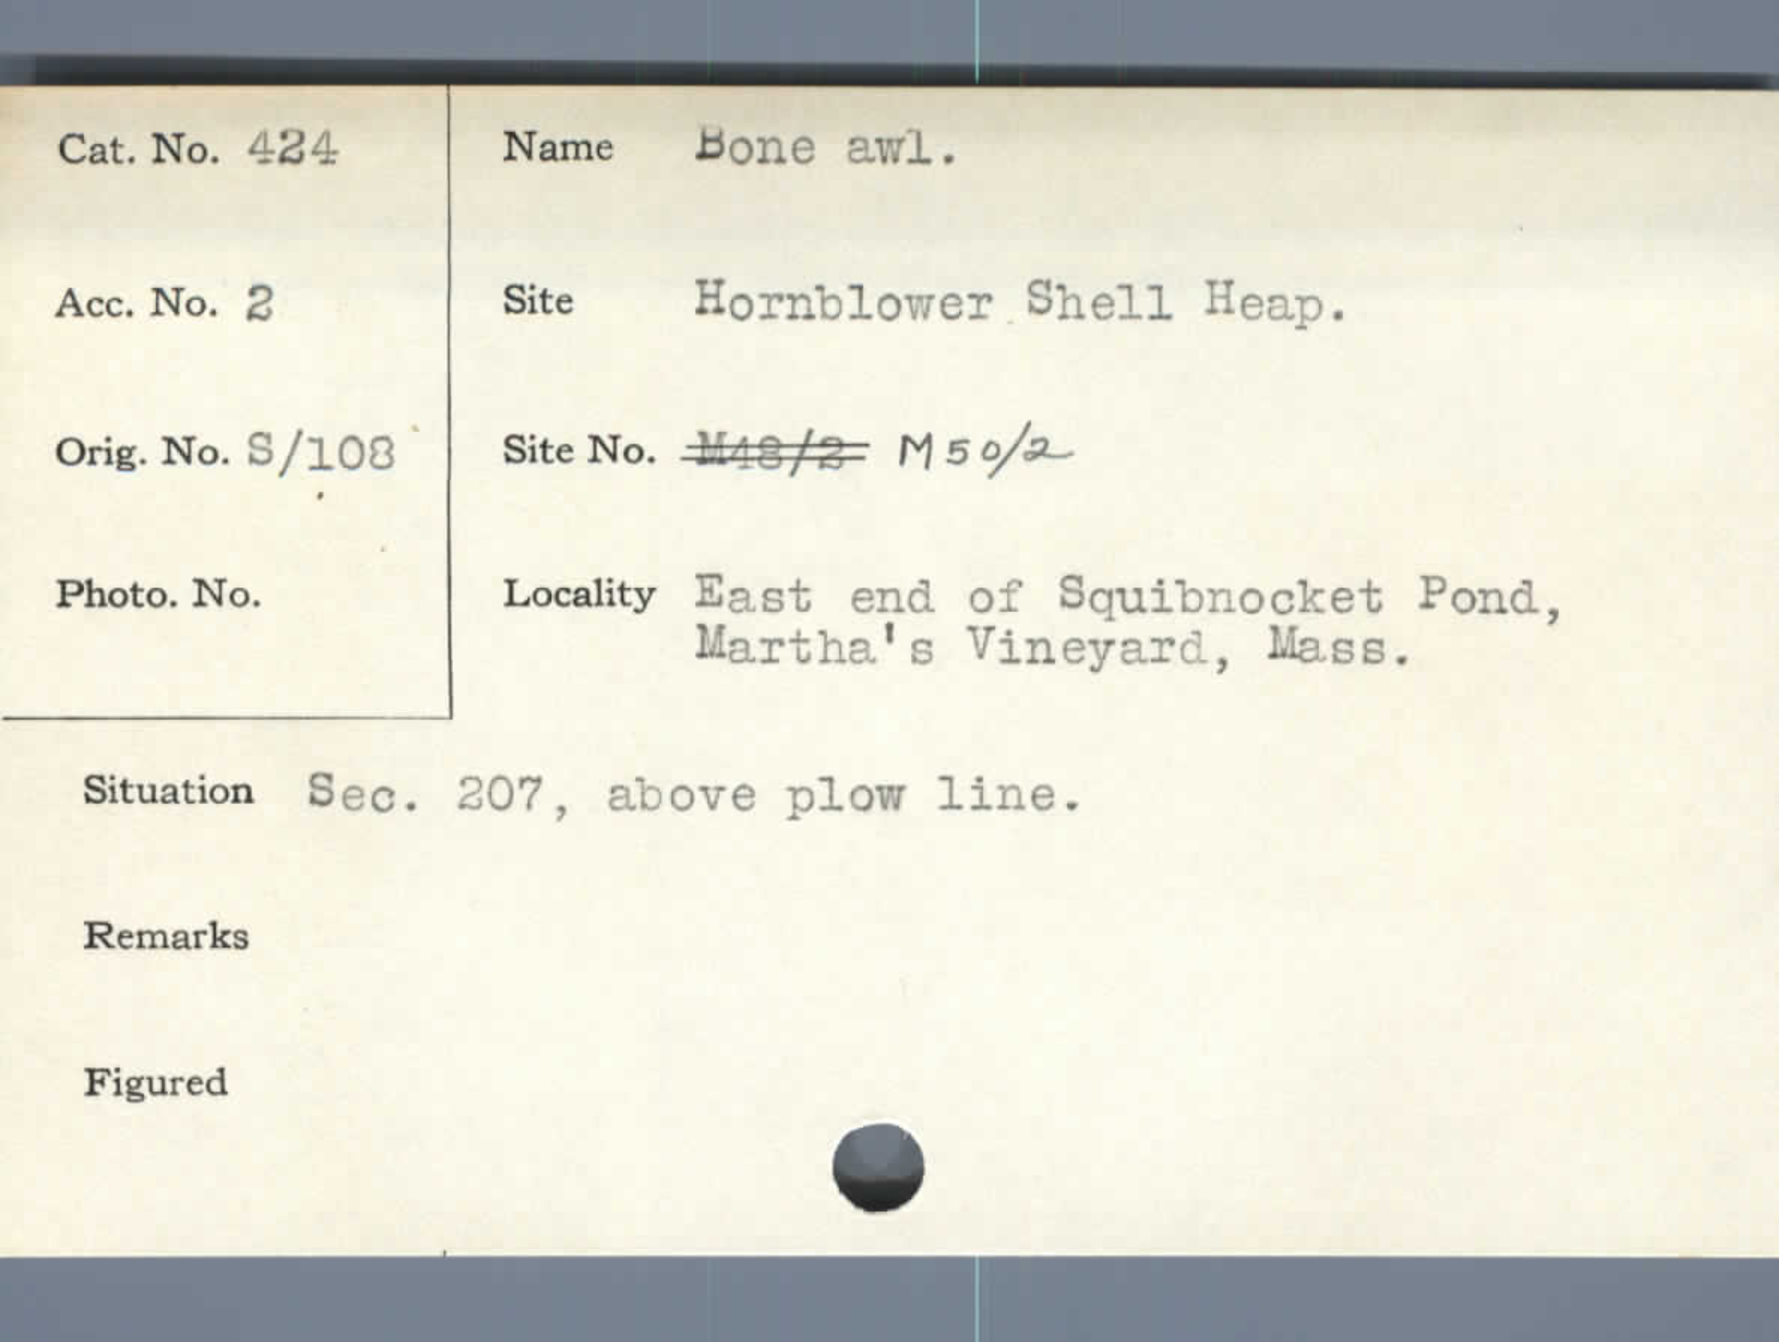 Cat. No. 424
Name Bone awl.
Acc. No. 2
Site Hornblower Shell Heap.
Orig. No. S/108
Site No. M48/2 M50/2
Photo. No.
Locality East end of Squibnocket Pond,
Martha's Vineyard, Mass.
Situation Sec. 207, above plow line.
Remarks
Figured